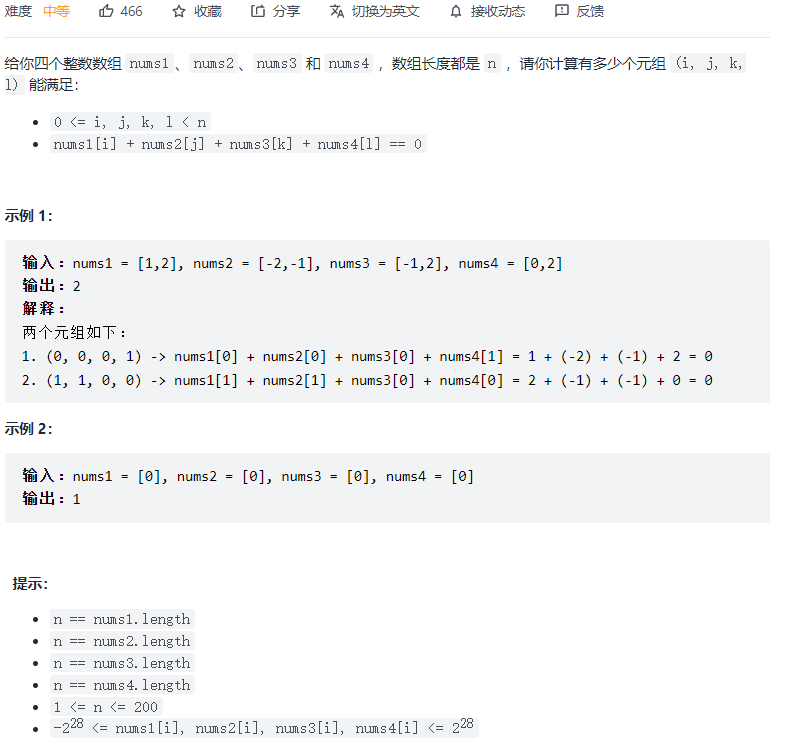 难度 中等 466 收藏 分享 切换为英文 接收动态 反馈
给你四个整数数组 nums1、nums2、nums3 和 nums4 ，数组长度都是 n ，请你计算有多少个元组 (i, j, k,
l) 能满足：
0 <= i, j, k, l < n
nums1[i] + nums2[j] + nums3[k] + nums4[l] == 0
示例 1：
输入：nums1 = [1,2], nums2 = [-2,-1], nums3 = [-1,2], nums4 = [0,2]
输出：2
解释：
两个元组如下：
1. (0, 0, 0, 1) -> nums1[0] + nums2[0] + nums3[0] + nums4[1] = 1 + (-2) + (-1) + 2 = 0
2. (1, 1, 0, 0) -> nums1[1] + nums2[1] + nums3[0] + nums4[0] = 2 + (-1) + (-1) + 0 = 0
示例 2：
输入：nums1 = [0], nums2 = [0], nums3 = [0], nums4 = [0]
输出：1
提示：
n == nums1.length
n == nums2.length
n == nums3.length
n == nums4.length
1 <= n <= 200
-2²⁸ <= nums1[i], nums2[i], nums3[i], nums4[i] <= 2²⁸